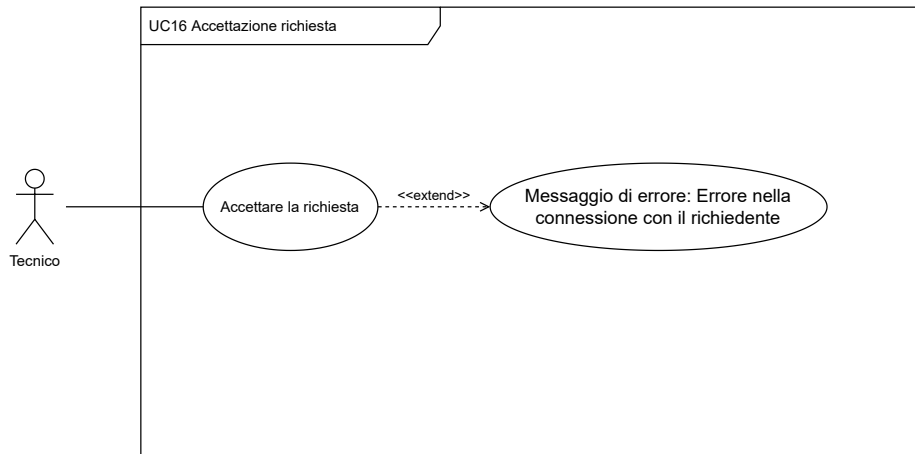 UC16 Accettazione richiesta
Accettare la richiesta
<<extend>>
Messaggio di errore: Errore nella
connessione con il richiedente
Tecnico